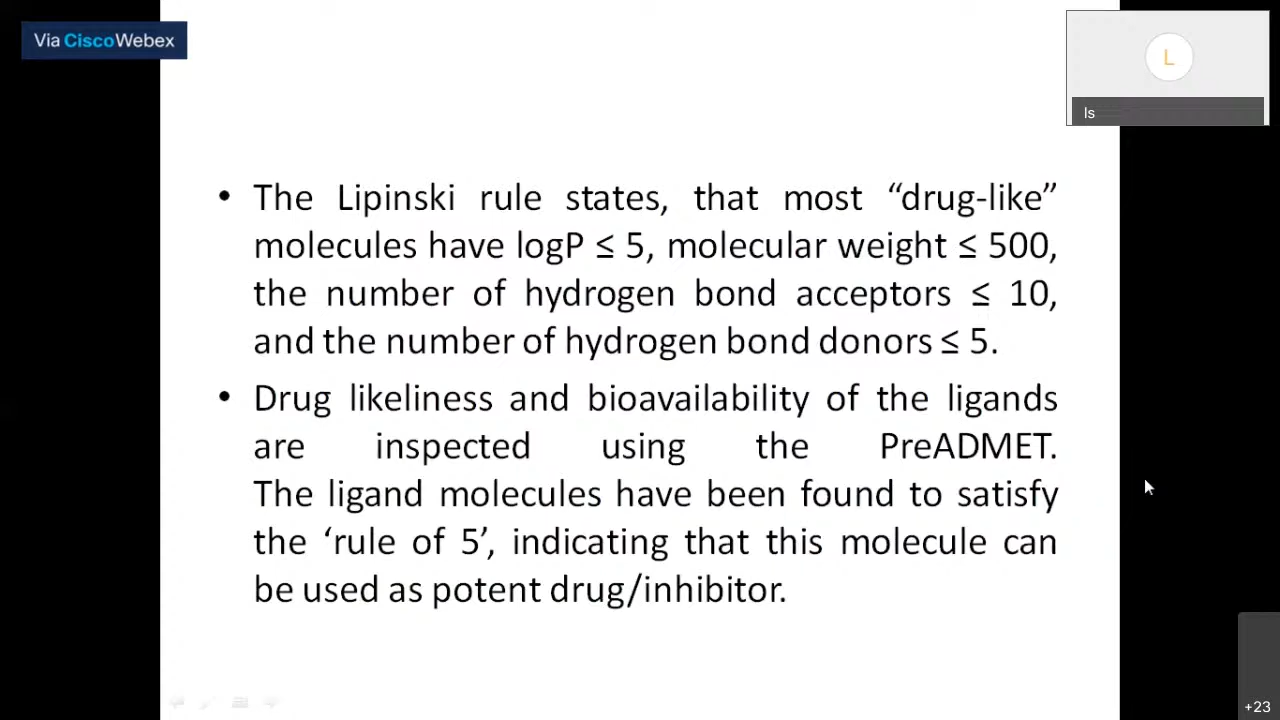 Via CiscoWebex
L
ls
• The Lipinski rule states, that most “drug-like”
molecules have logP ≤ 5, molecular weight ≤ 500,
the number of hydrogen bond acceptors ≤ 10,
and the number of hydrogen bond donors ≤ 5.
• Drug likeliness and bioavailability of the ligands
are inspected using the PreADMET.
The ligand molecules have been found to satisfy
the ‘rule of 5’, indicating that this molecule can
be used as potent drug/inhibitor.
+23